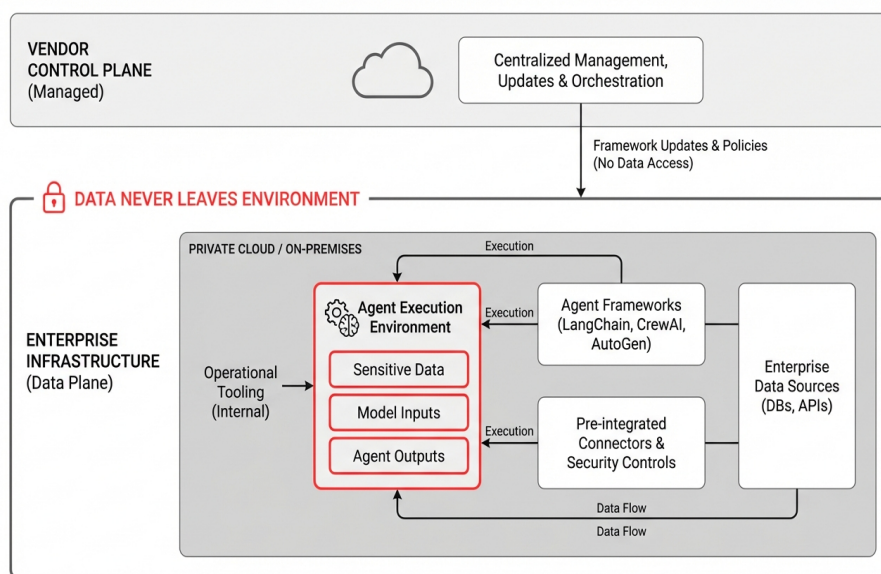 VENDOR
CONTROL PLANE
(Managed)
Centralized Management,
Updates & Orchestration
Framework Updates & Policies
(No Data Access)
DATA NEVER LEAVES ENVIRONMENT
PRIVATE CLOUD / ON-PREMISES
ENTERPRISE
INFRASTRUCTURE
(Data Plane)
Operational
Tooling
(Internal)
Agent Execution
Environment
Sensitive Data
Model Inputs
Agent Outputs
Execution
Execution
Execution
Agent Frameworks
(LangChain, CrewAI,
AutoGen)
Pre-integrated
Connectors &
Security Controls
Enterprise
Data Sources
(DBs, APIs)
Data Flow
Data Flow